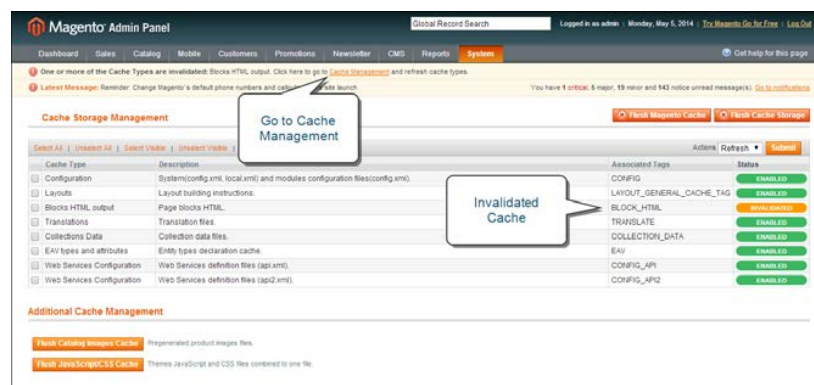 Magento Admin Panel
Global Record Search
Logged in as admin | Monday, May 5, 2014 | Try Magento Go for Free | Log Out
Dashboard Sales Catalog Mobile Customers Promotions Newsletter CMS Reports System
Get help for this page
One or more of the Cache Types are invalidated: Blocks HTML output. Click here to go to Cache Management and refresh cache types.
Latest Message: Reminder: Change Magento's default phone numbers and site launch
You have 1 critical, 5 major, 19 minor and 143 notice unread message(s). Go to notifications
Go to Cache
Management
Cache Storage Management
Flush Magento Cache Flush Cache Storage
Select All | Unselect All | Select Visible | Unselect Visible |
Actions Refresh Submit
Cache Type Description Associated Tags Status
Configuration System(config.xml, local.xml) and modules configuration files(config.xml). CONFIG ENABLED
Layouts Layout building instructions. LAYOUT_GENERAL_CACHE_TAG ENABLED
Blocks HTML output Page blocks HTML. BLOCK_HTML INVALIDATED
Translations Translation files. TRANSLATE ENABLED
Collections Data Collection data files. COLLECTION_DATA ENABLED
EAV types and attributes Entity types declaration cache. EAV ENABLED
Web Services Configuration Web Services definition files (api.xml). CONFIG_API ENABLED
Web Services Configuration Web Services definition files (api2.xml). CONFIG_API2 ENABLED
Invalidated
Cache
Additional Cache Management
Flush Catalog Images Cache Pregenerated product images files.
Flush JavaScript/CSS Cache Themes JavaScript and CSS files combined to one file.